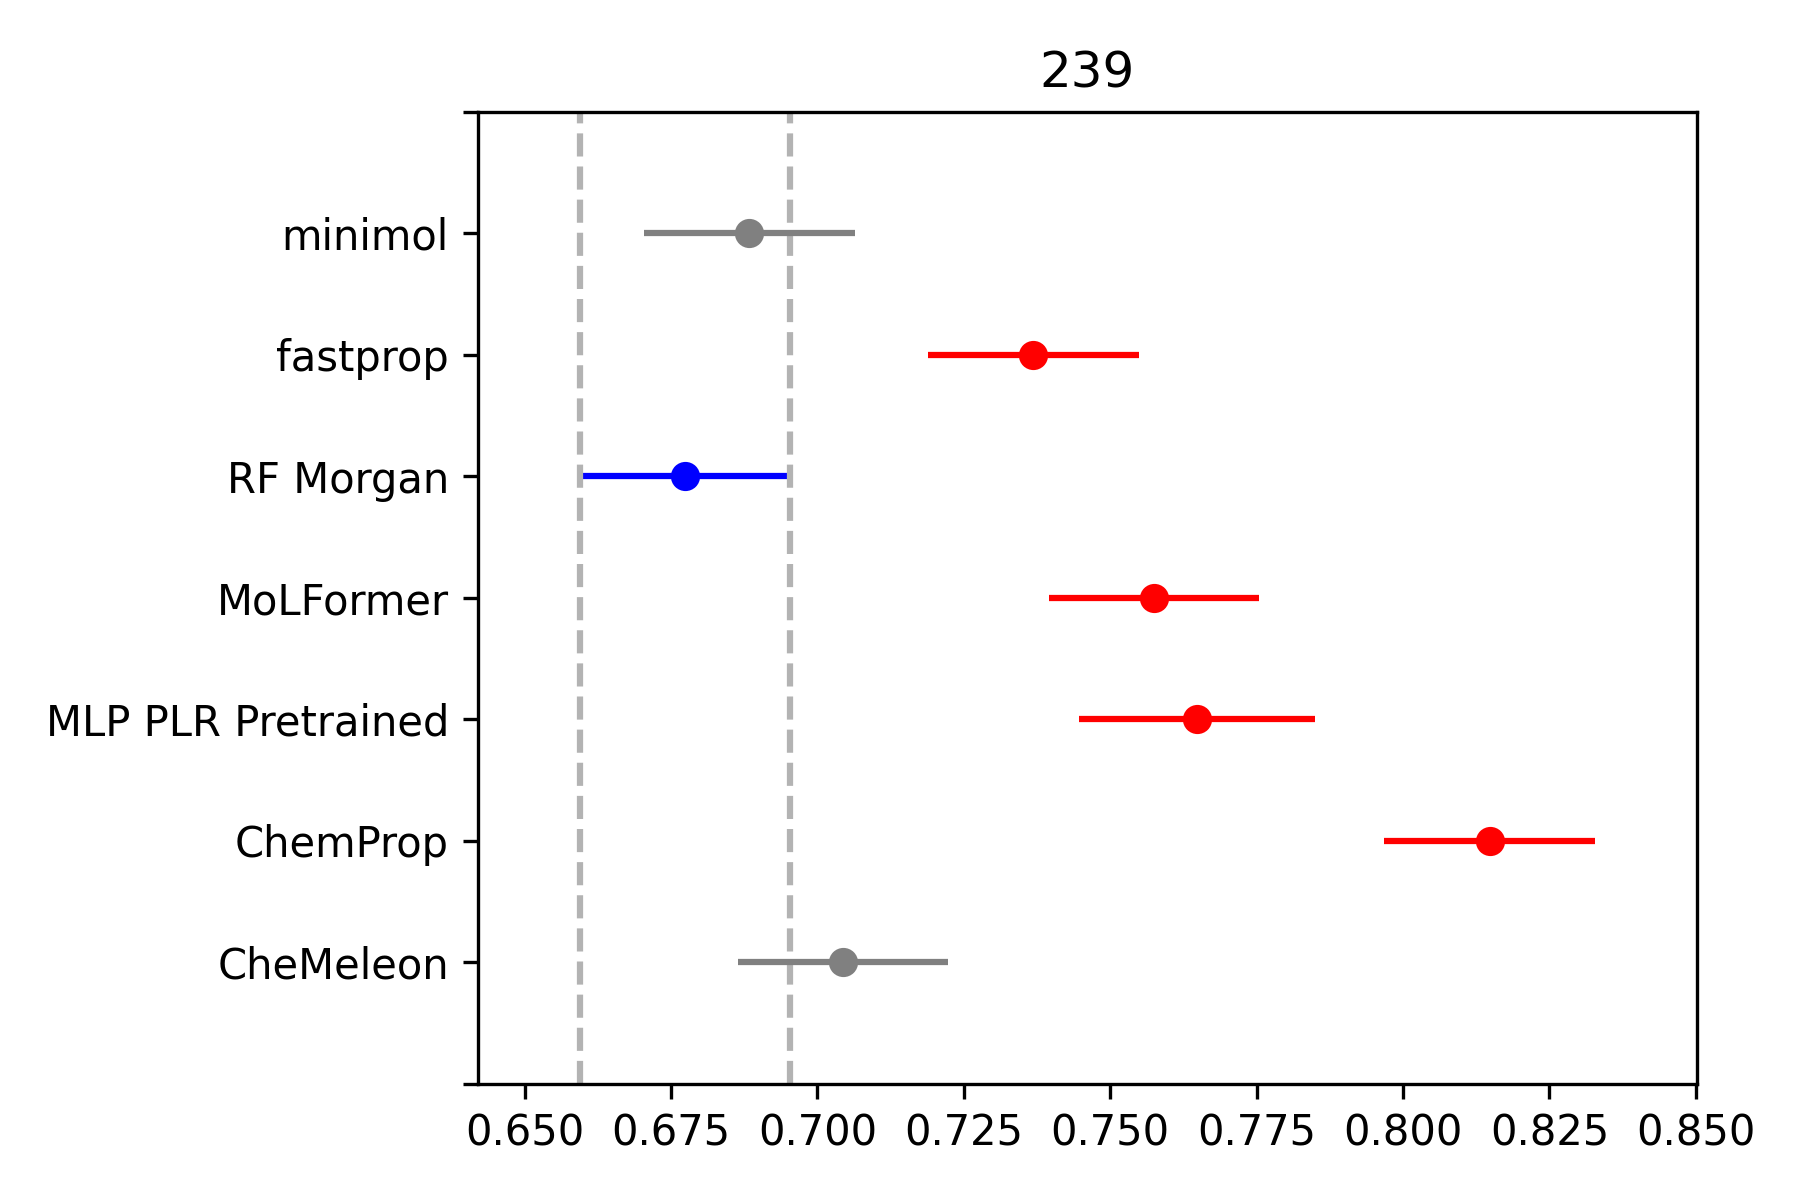 239
minimol
fastprop
RF Morgan
MoLFormer
MLP PLR Pretrained
ChemProp
CheMeleon
0.650 0.675 0.700 0.725 0.750 0.775 0.800 0.825 0.850